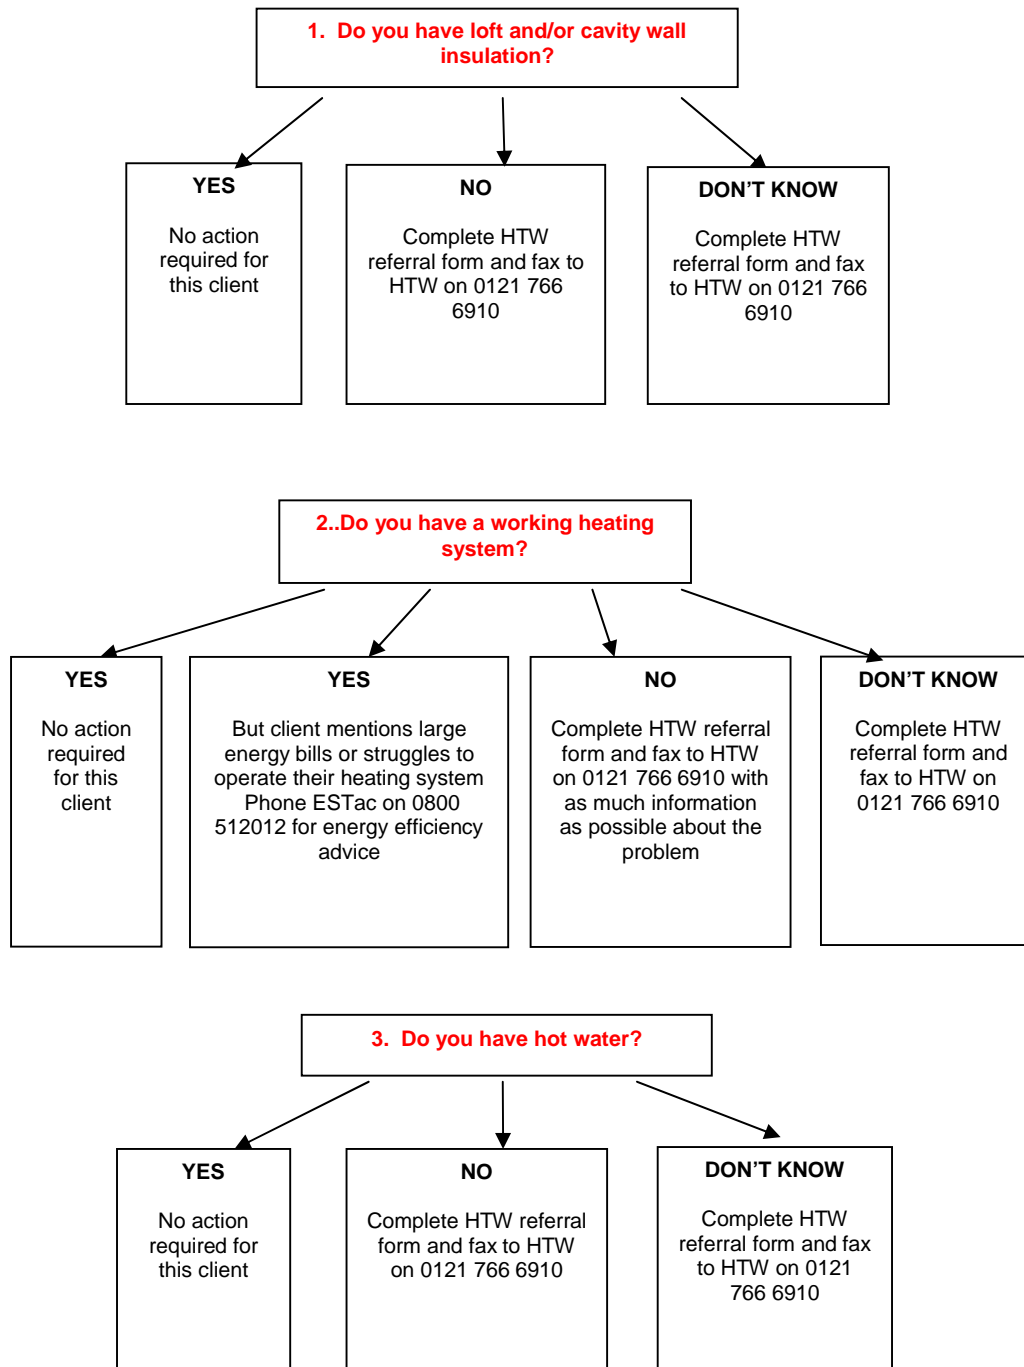 1. Do you have loft and/or cavity wall
insulation?
YES
No action
required for
this client
NO
Complete HTW
referral form and fax to
HTW on 0121 766
6910
DON'T KNOW
Complete HTW
referral form and fax
to HTW on 0121 766
6910
2..Do you have a working heating
system?
YES
No action
required
for this
client
YES
But client mentions large
energy bills or struggles to
operate their heating system
Phone ESTac on 0800
512012 for energy efficiency
advice
NO
Complete HTW referral
form and fax to HTW
on 0121 766 6910 with
as much information
as possible about the
problem
DON'T KNOW
Complete HTW
referral form and
fax to HTW on
0121 766 6910
3. Do you have hot water?
YES
No action
required for
this client
NO
Complete HTW referral
form and fax to HTW
on 0121 766 6910
DON'T KNOW
Complete HTW
referral form and fax
to HTW on 0121
766 6910